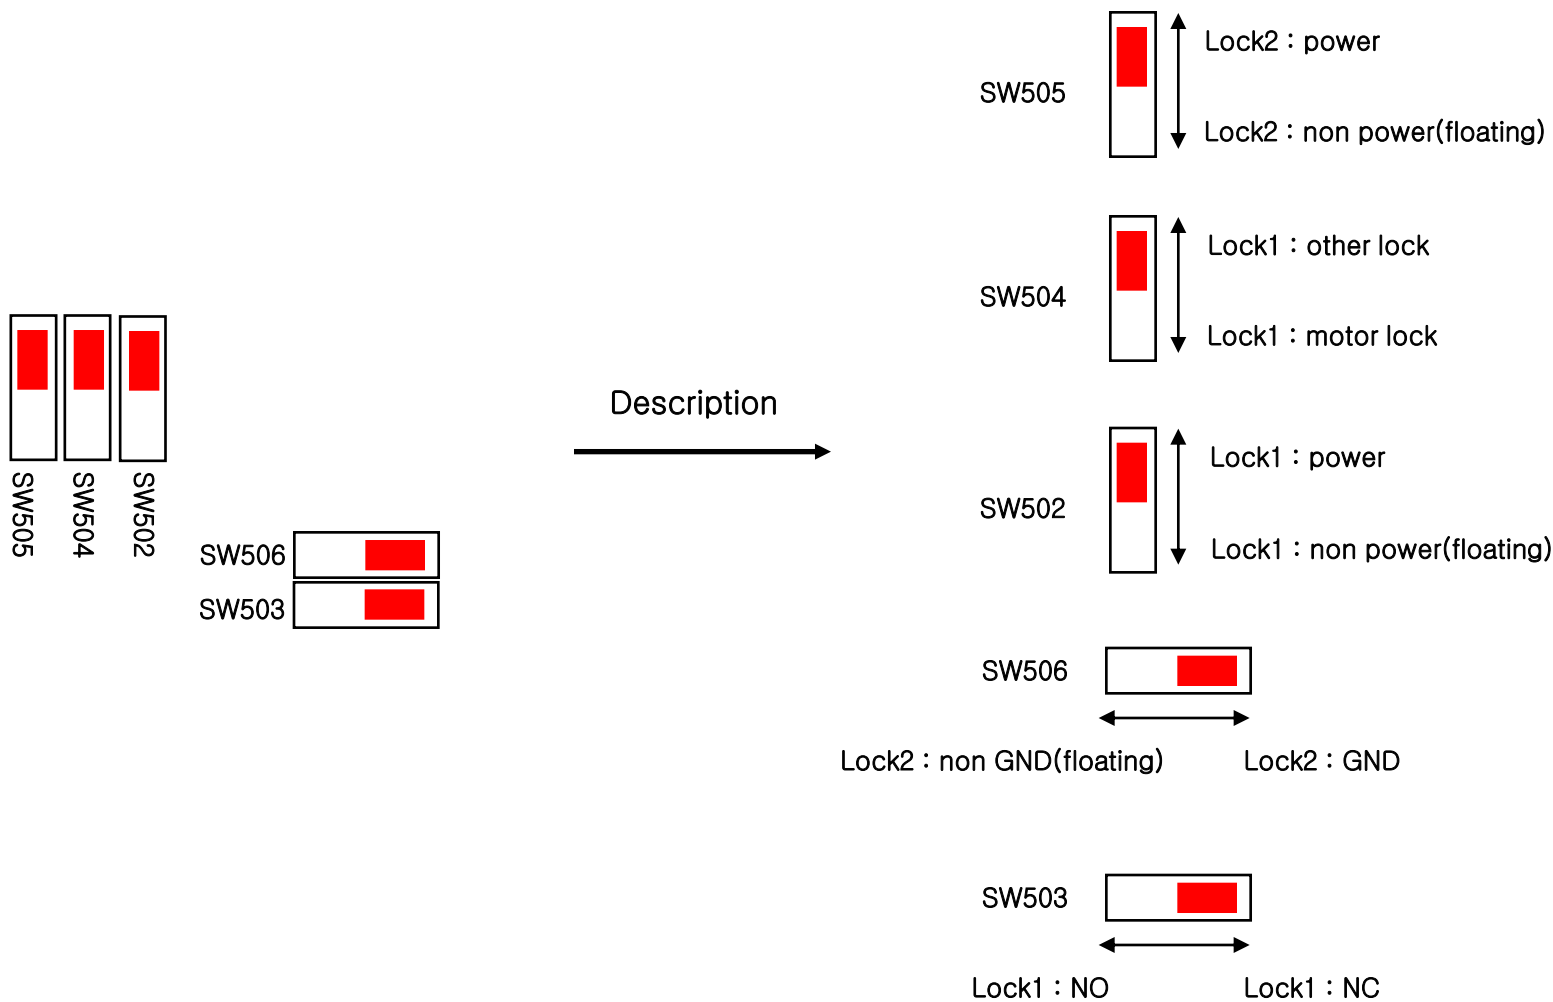 SW505
SW504
SW502
SW506
SW503
Description
SW505
Lock2 : power
Lock2 : non power(floating)
SW504
Lock1 : other lock
Lock1 : motor lock
SW502
Lock1 : power
Lock1 : non power(floating)
SW506
Lock2 : non GND(floating)
Lock2 : GND
SW503
Lock1 : NO
Lock1 : NC